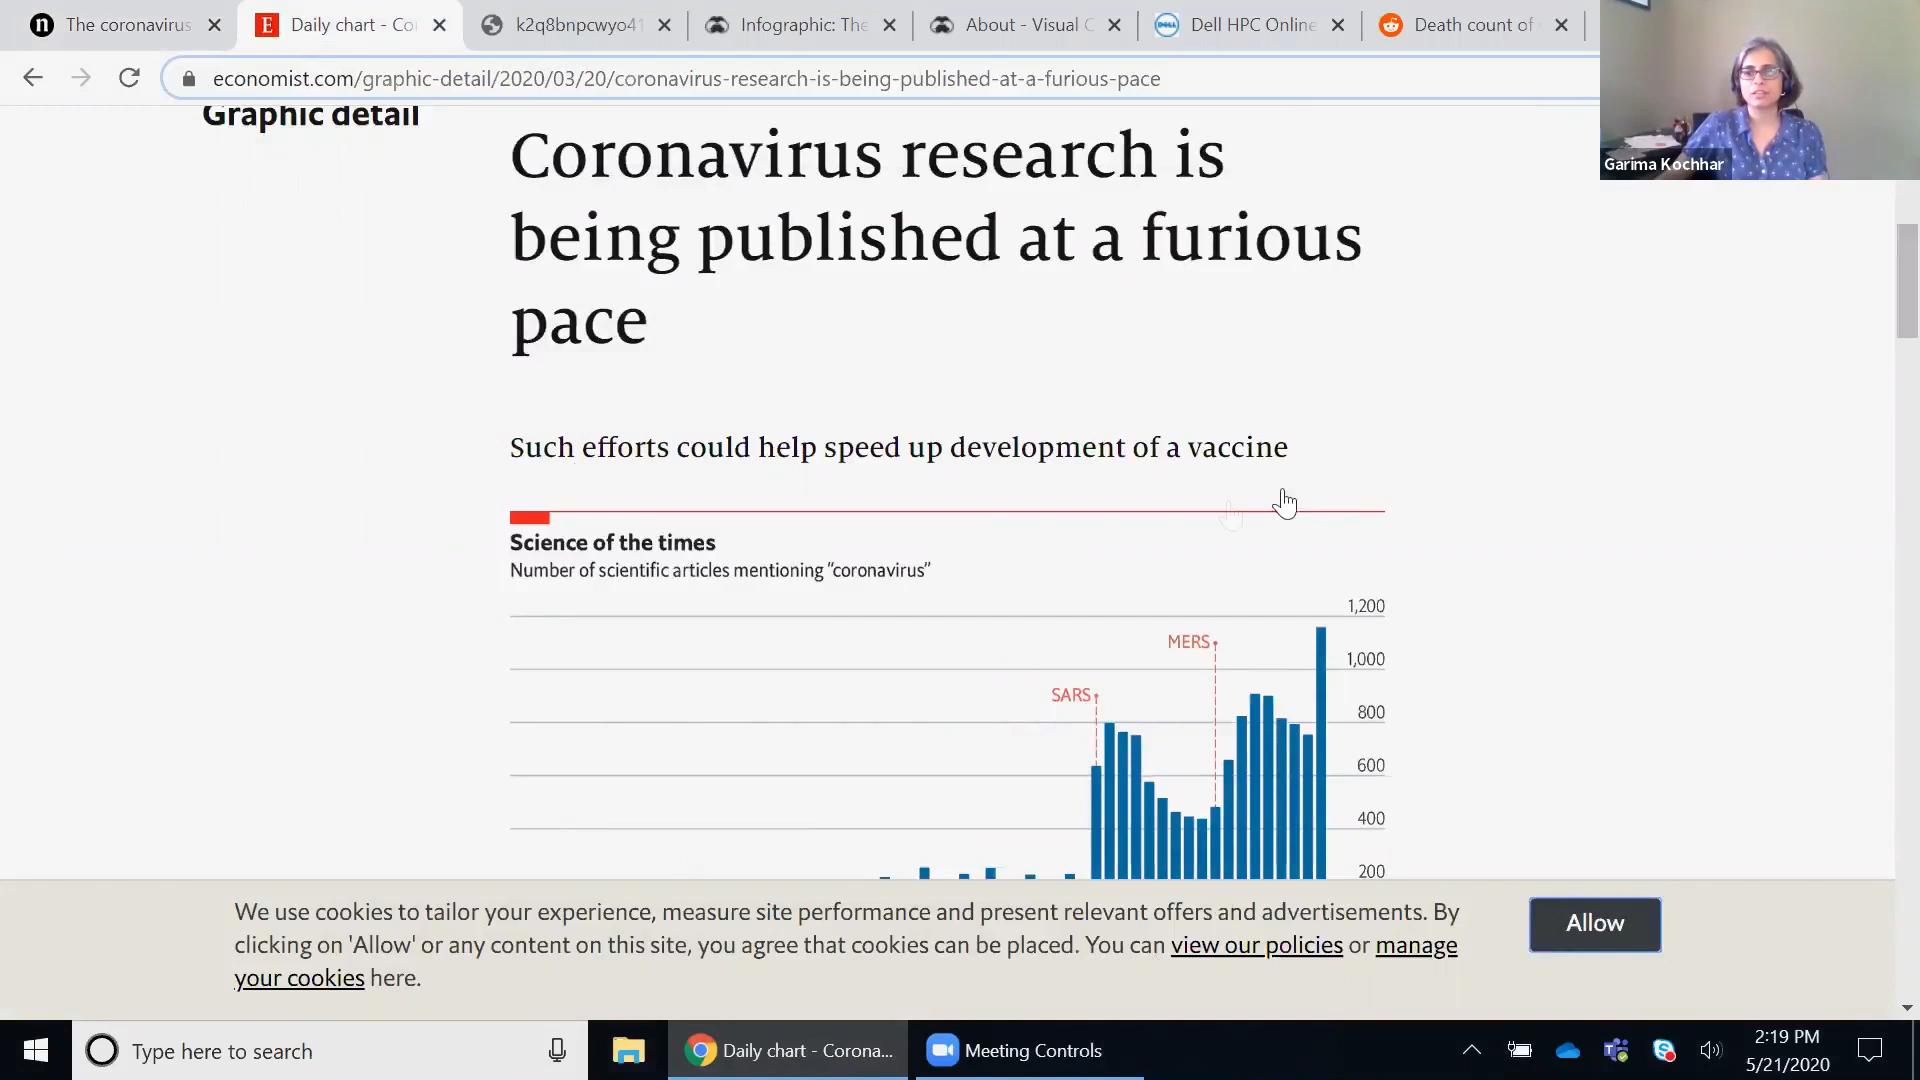 The coronavirus
Daily chart - Co
k2q8bnpcwyo41
Infographic: The
About - Visual C
Dell HPC Online
Death count of
economist.com/graphic-detail/2020/03/20/coronavirus-research-is-being-published-at-a-furious-pace
Garima Kochhar
Graphic detail
Coronavirus research is
being published at a furious
pace
Such efforts could help speed up development of a vaccine
Science of the times
Number of scientific articles mentioning “coronavirus”
1,200
MERS
1,000
SARS
800
600
400
200
We use cookies to tailor your experience, measure site performance and present relevant offers and advertisements. By
clicking on 'Allow' or any content on this site, you agree that cookies can be placed. You can view our policies or manage
your cookies here.
Allow
Type here to search
Daily chart - Corona...
Meeting Controls
2:19 PM
5/21/2020